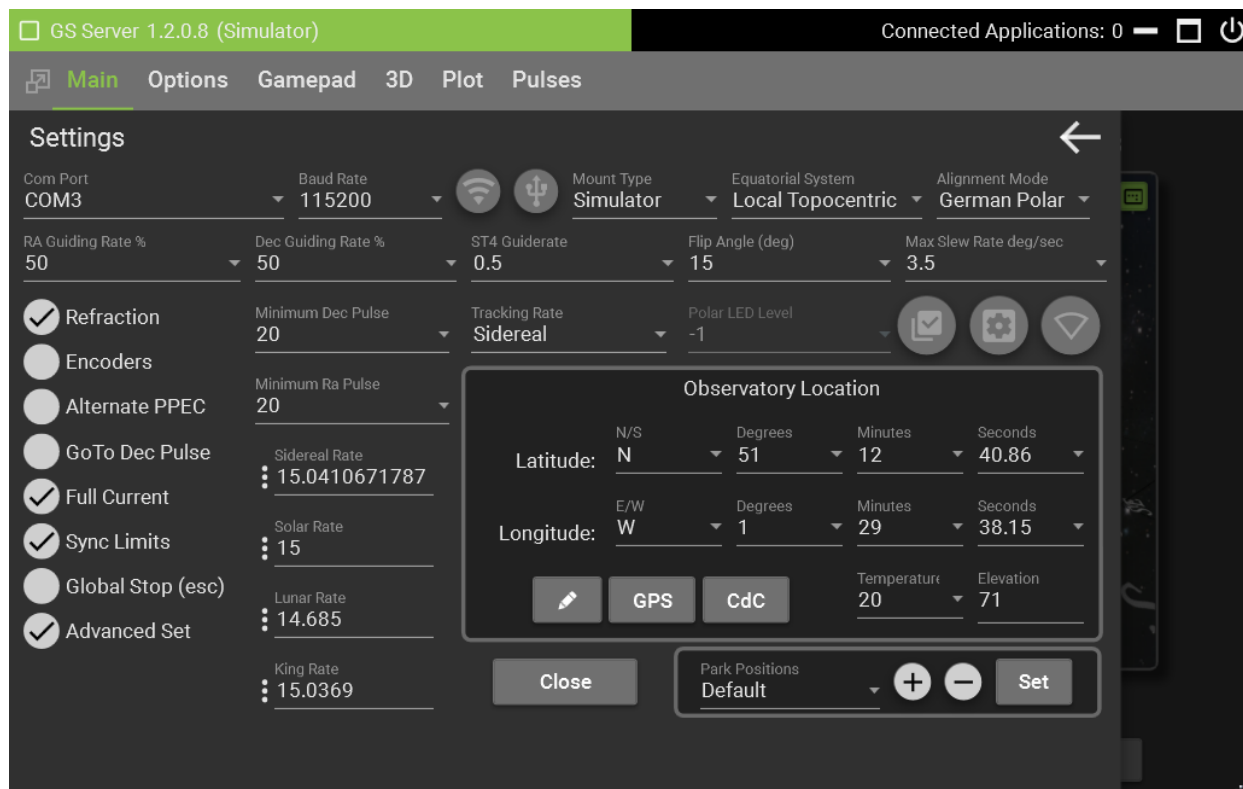 GS Server 1.2.0.8 (Simulator)
Connected Applications: 0
Main Options Gamepad 3D Plot Pulses
Settings
Com Port
COM3
Baud Rate
115200
Mount Type
Simulator
Equatorial System
Local Topocentric
Alignment Mode
German Polar
RA Guiding Rate %
50
Dec Guiding Rate %
50
ST4 Guiderate
0.5
Flip Angle (deg)
15
Max Slew Rate deg/sec
3.5
Refraction
Encoders
Alternate PPEC
GoTo Dec Pulse
Full Current
Sync Limits
Global Stop (esc)
Advanced Set
Minimum Dec Pulse
20
Minimum Ra Pulse
20
Sidereal Rate
15.0410671787
Solar Rate
15
Lunar Rate
14.685
King Rate
15.0369
Tracking Rate
Sidereal
Polar LED Level
-1
Observatory Location
Latitude:
N/S
N
Degrees
51
Minutes
12
Seconds
40.86
Longitude:
E/W
W
Degrees
1
Minutes
29
Seconds
38.15
GPS
CdC
Temperature
20
Elevation
71
Close
Park Positions
Default
Set